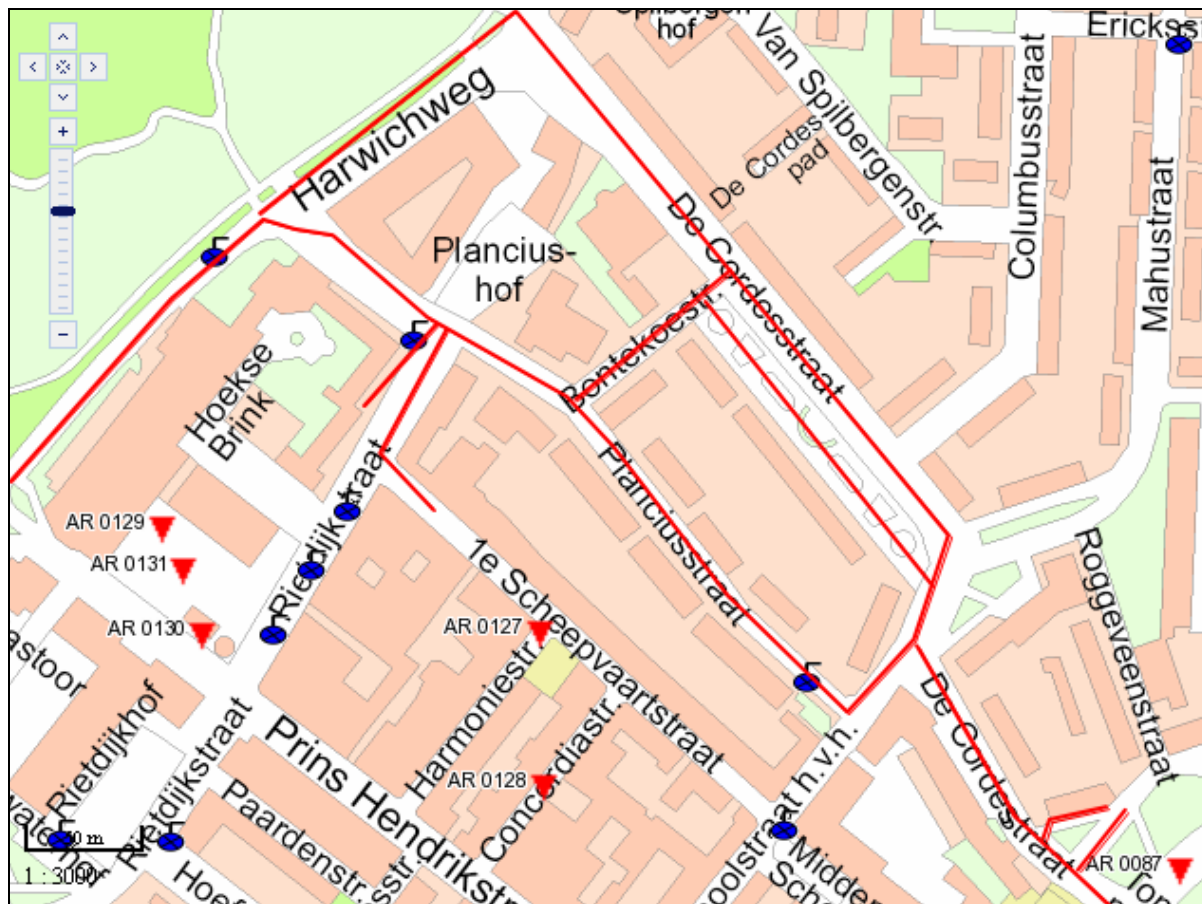 Spilbergen
hof
Van Spilbergenstr.
Columbusstraat
Mahustraat
Harwichweg
De Cordes
pad
De Cordesstraat
Plancius-
hof
Bontekoestr.
Hoekse
Brink
Planciusstraat
Rietdijkstraat
AR 0129
AR 0131
AR 0130
1e Scheepvaartstraat
AR 0127
Roggeveenstraat
Rietdijkhof
Rietdijkstraat
Harmoniestr.
Concordiastr.
AR 0128
Prins Hendrikstr
Paardenstr.
h.v.h.
De Cordesstraat
AR 0087
1 : 3000